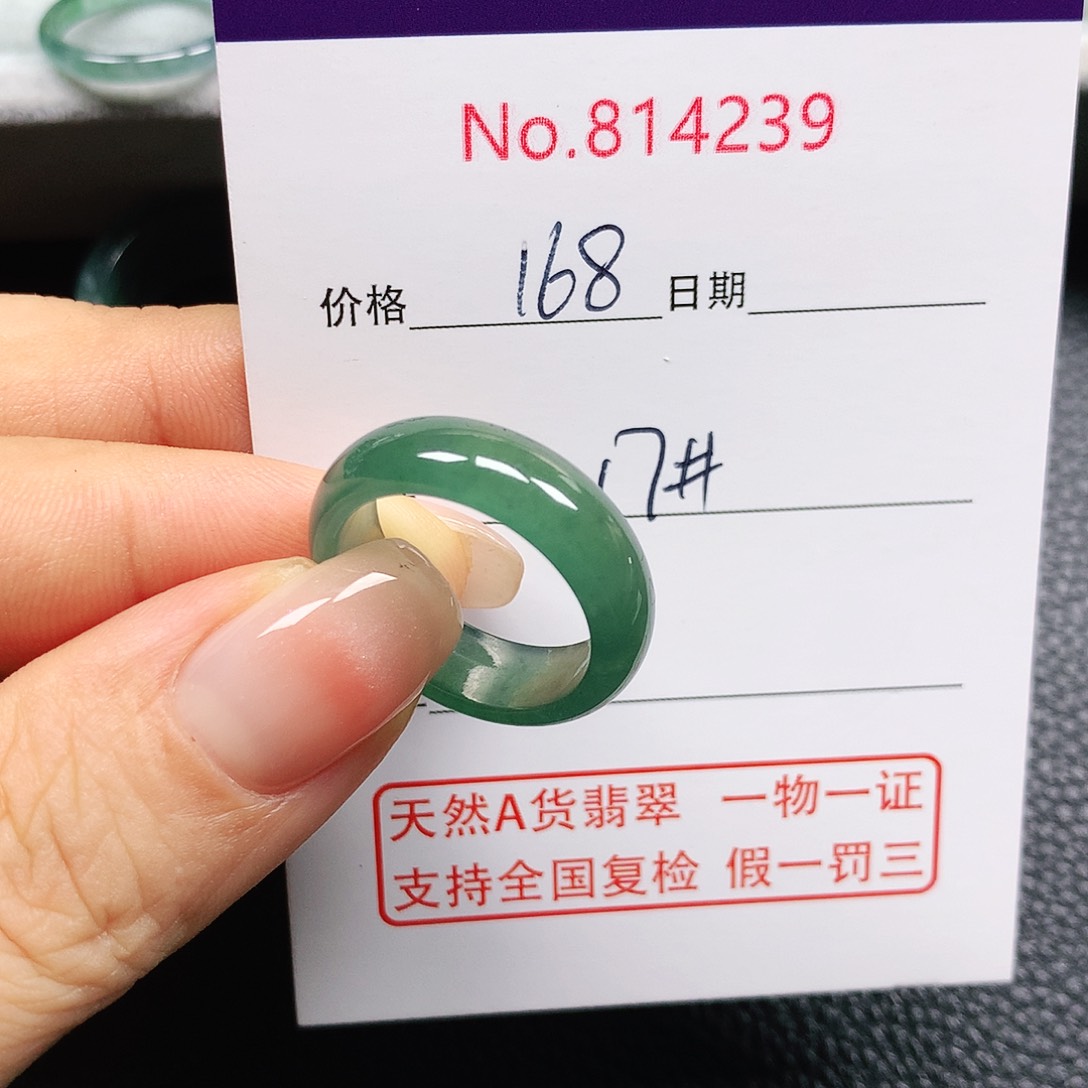 No.814239
价格 168 日期
17#
天然A货翡翠 一物一证
支持全国复检 假一罚三